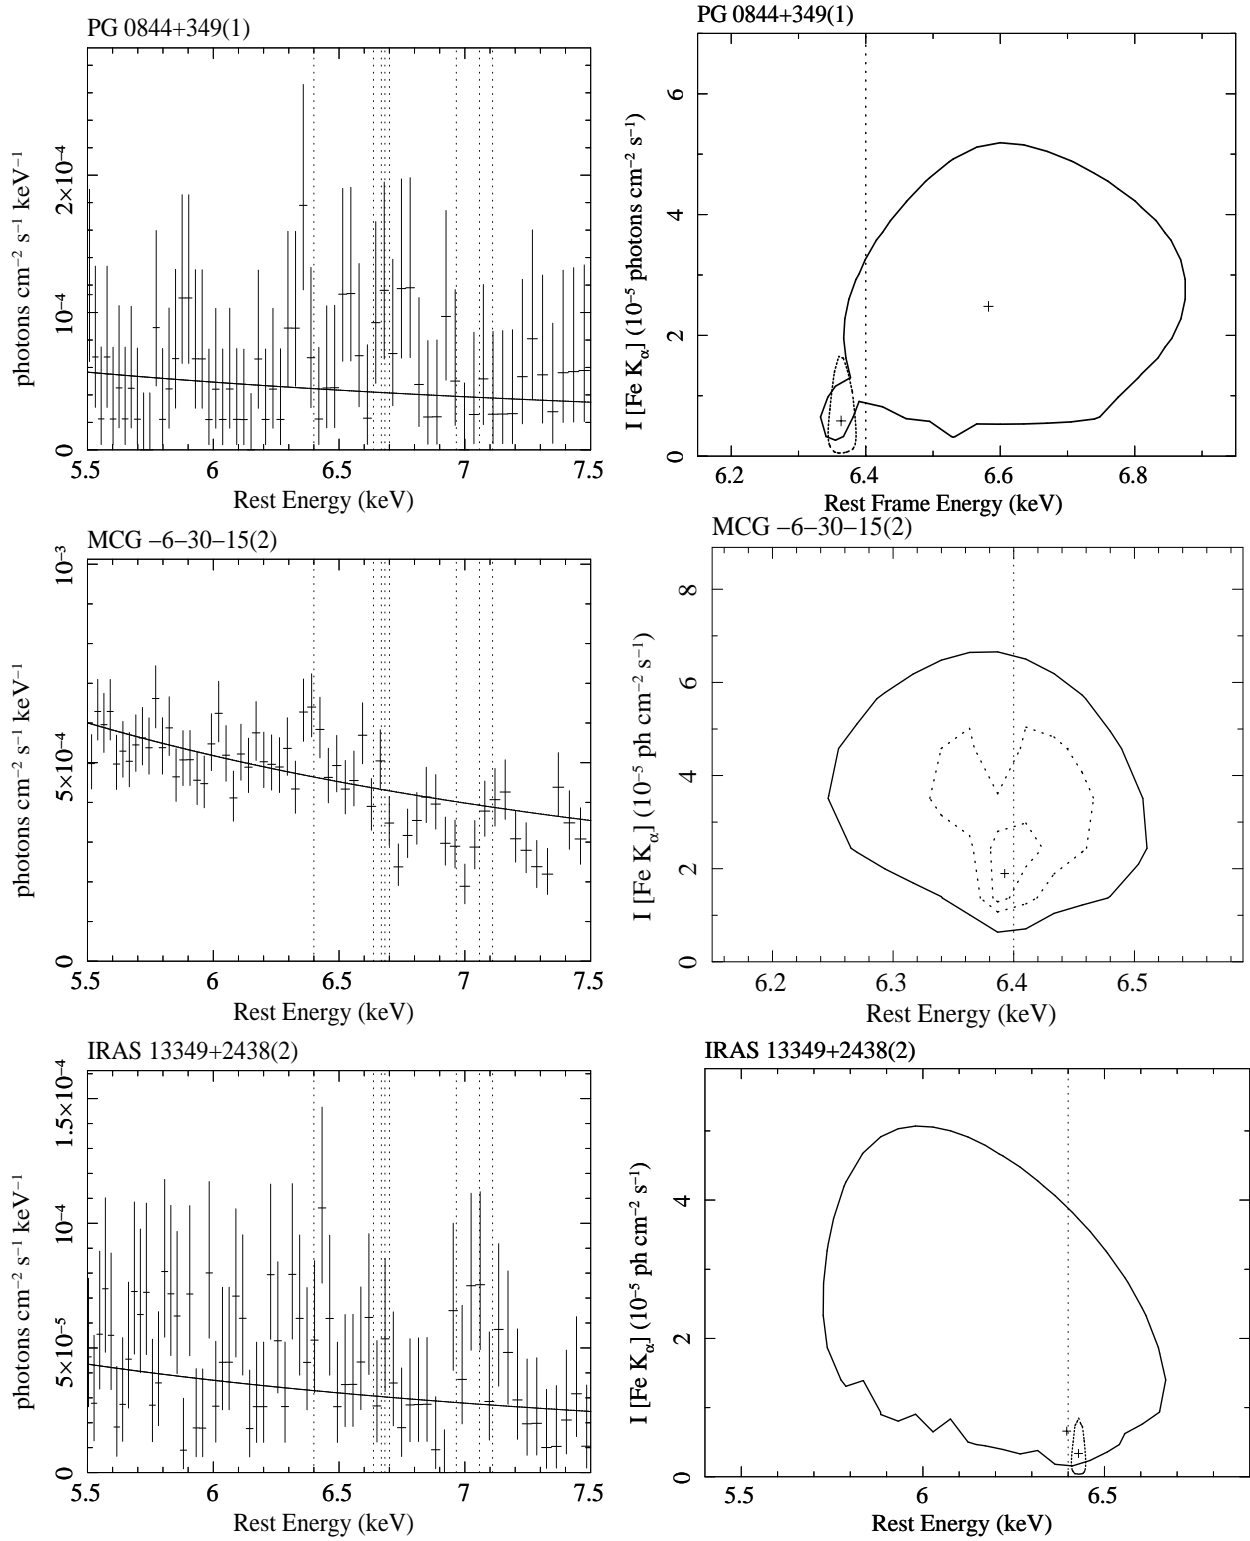 PG 0844+349(1)
photons cm⁻² s⁻¹ keV⁻¹
0 10⁻⁴ 2×10⁻⁴
5.5 6 6.5 7 7.5
Rest Energy (keV)
PG 0844+349(1)
I [Fe Kα] (10⁻⁵ photons cm⁻² s⁻¹)
0 2 4 6
6.2 6.4 6.6 6.8
Rest Frame Energy (keV)
MCG −6−30−15(2)
photons cm⁻² s⁻¹ keV⁻¹
0 5×10⁻⁴ 10⁻³
5.5 6 6.5 7 7.5
Rest Energy (keV)
MCG −6−30−15(2)
I [Fe Kα] (10⁻⁵ ph cm⁻² s⁻¹)
0 2 4 6 8
6.2 6.3 6.4 6.5
Rest Energy (keV)
IRAS 13349+2438(2)
photons cm⁻² s⁻¹ keV⁻¹
0 5×10⁻⁵ 10⁻⁴ 1.5×10⁻⁴
5.5 6 6.5 7 7.5
Rest Energy (keV)
IRAS 13349+2438(2)
I [Fe Kα] (10⁻⁵ ph cm⁻² s⁻¹)
0 2 4
5.5 6 6.5
Rest Energy (keV)